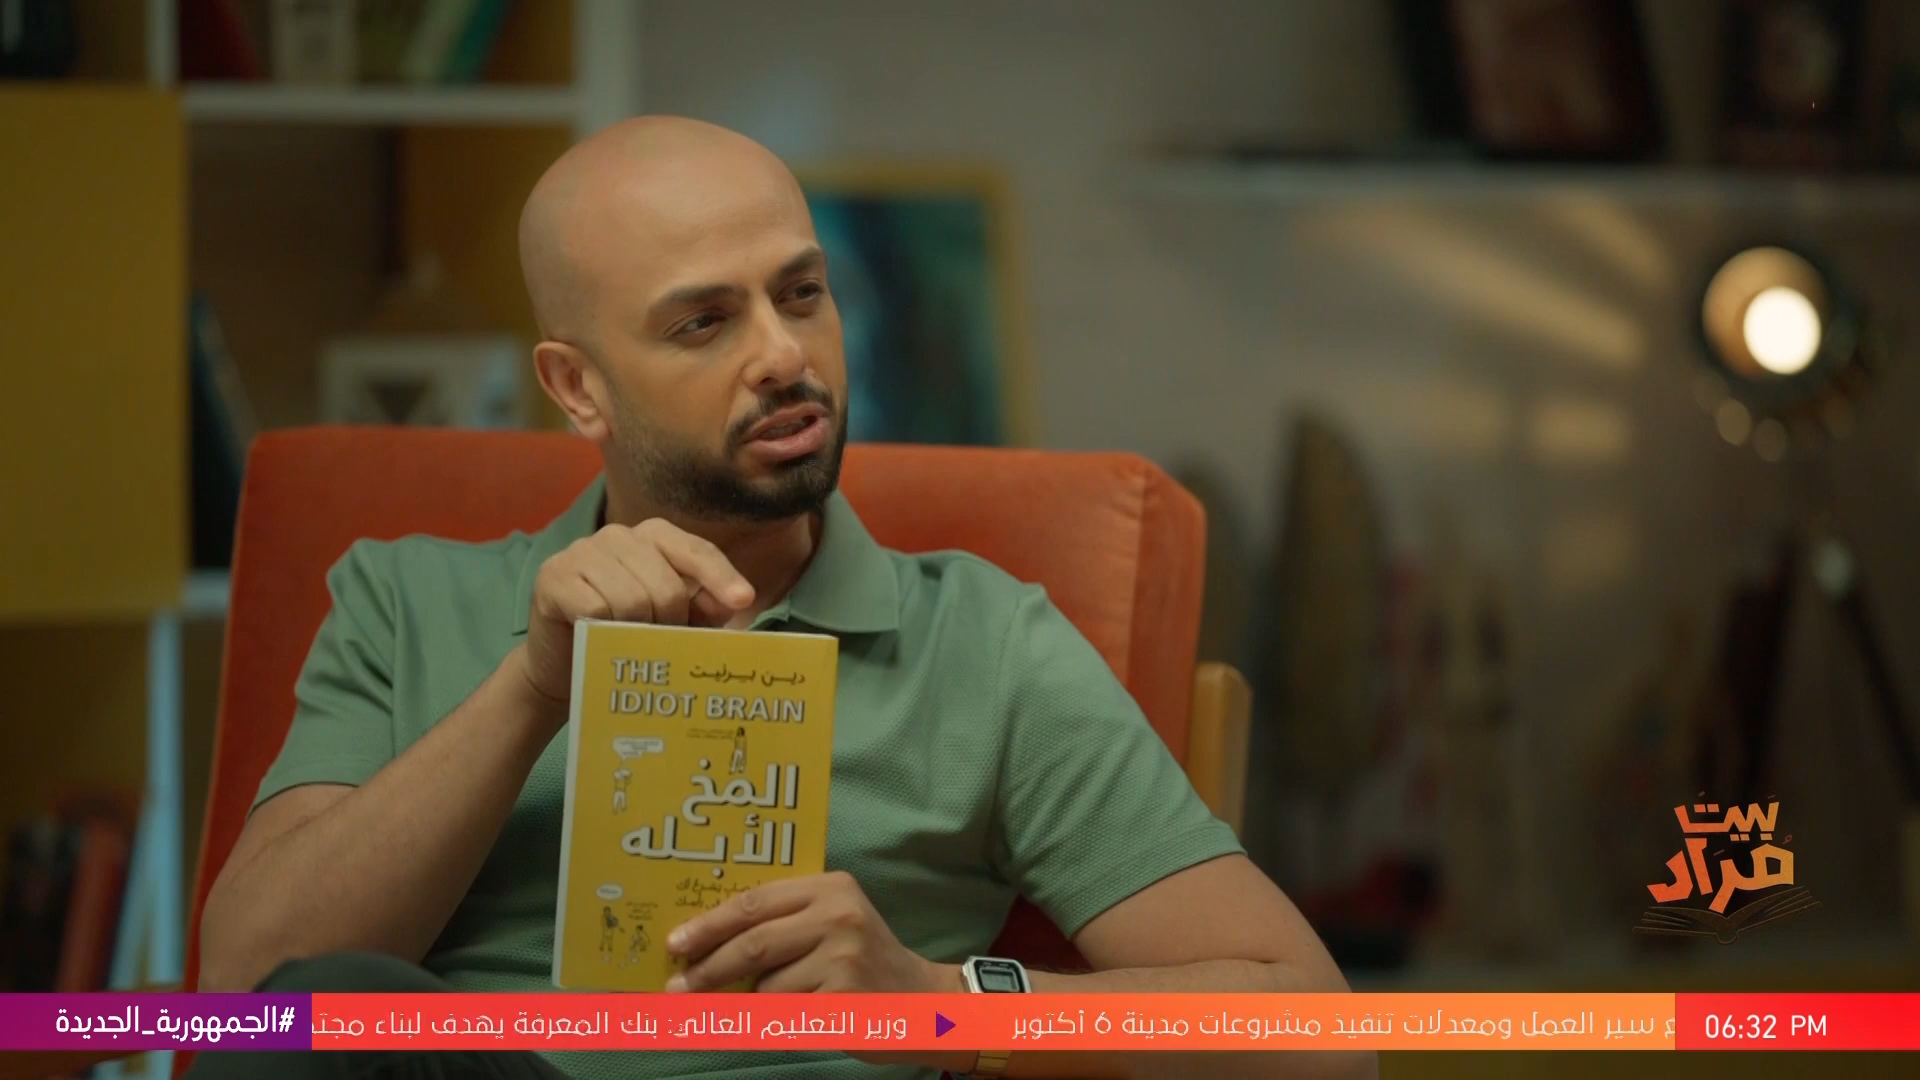 THE
IDIOT BRAIN
دين برنيت
المخ
الأبله
بيت
مراد
#الجمهورية_الجديدة
ع سير العمل ومعدلات تنفيذ مشروعات مدينة 6 أكتوبر
وزير التعليم العالي: بنك المعرفة يهدف لبناء مجتم
06:32 PM